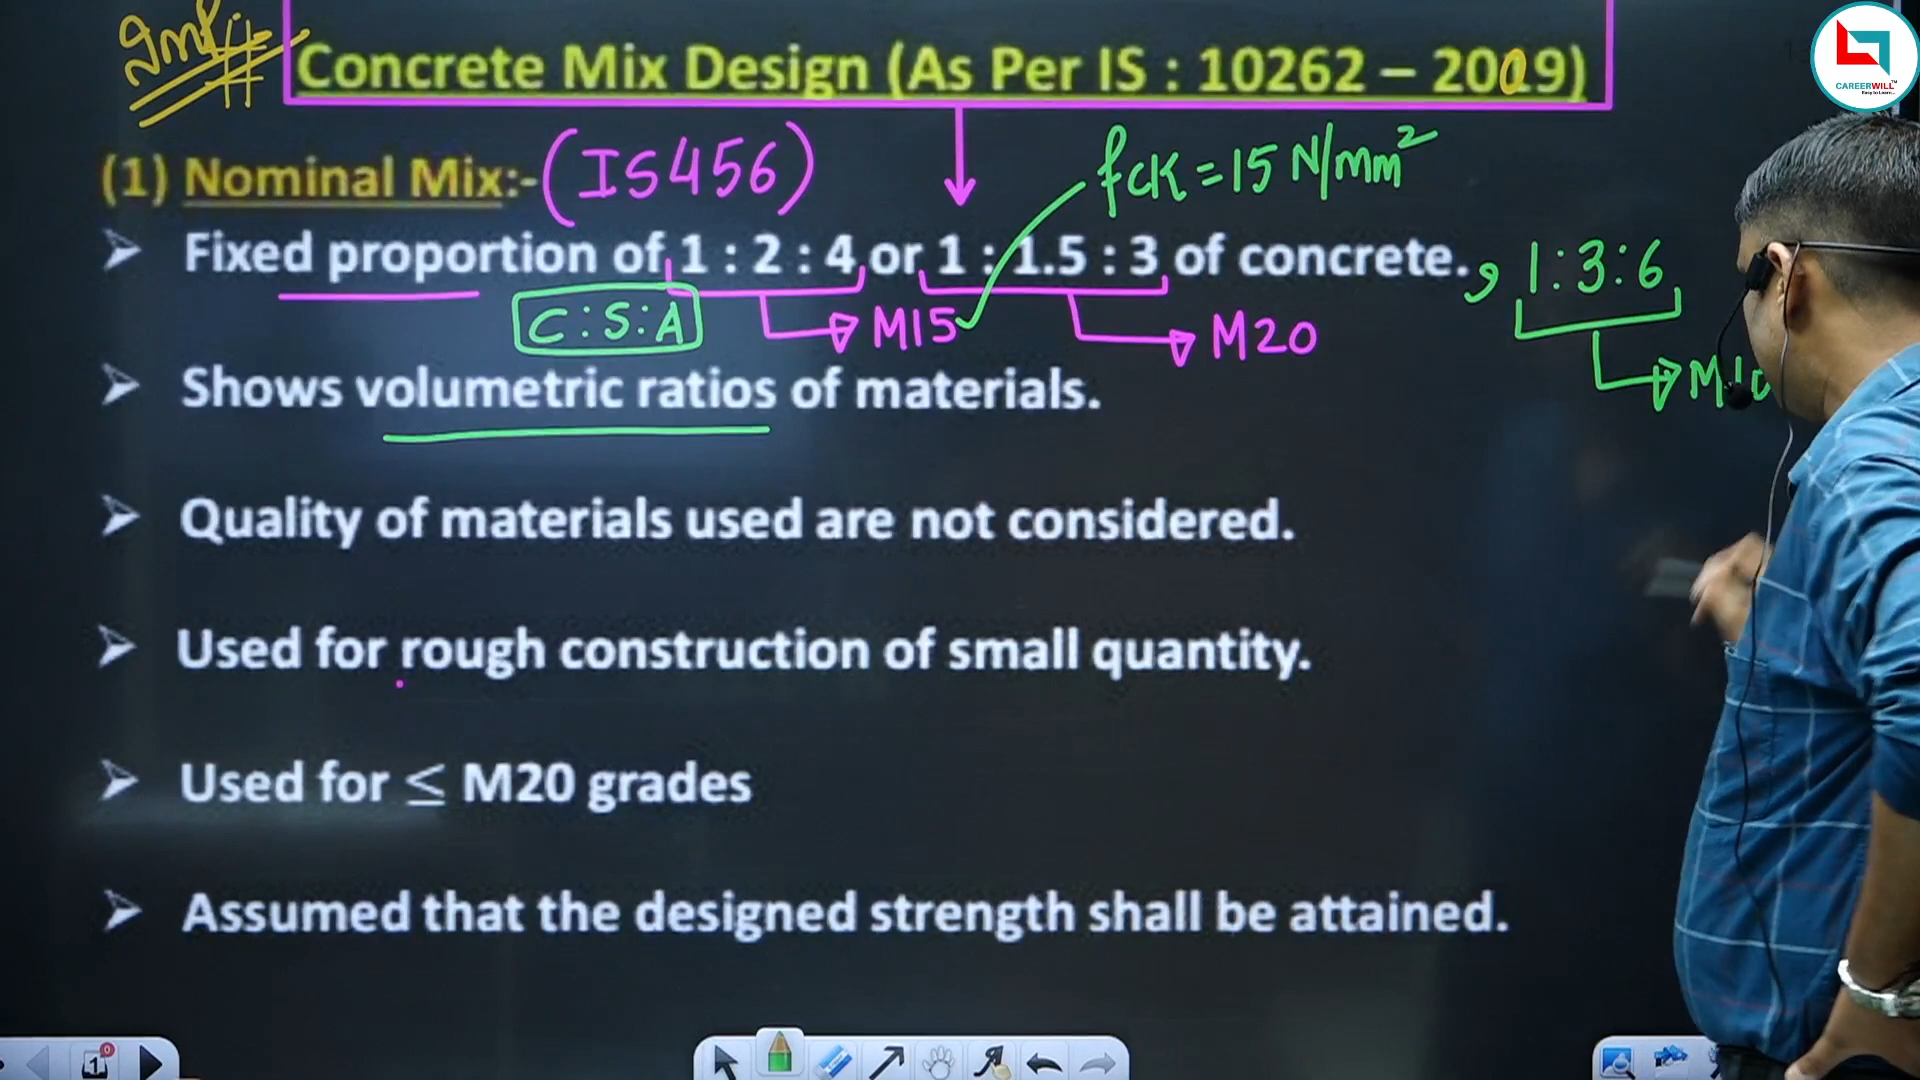 Imp
Concrete Mix Design (As Per IS : 10262 – 2009)
CAREERWILL™
(1) Nominal Mix:- (IS456)
fck = 15 N/mm²
➢ Fixed proportion of 1 : 2 : 4 or 1 : 1.5 : 3 of concrete. , 1:3:6
C:S:A
M15
M20
➢ Shows volumetric ratios of materials.
➢ Quality of materials used are not considered.
➢ Used for rough construction of small quantity.
➢ Used for ≤ M20 grades
➢ Assumed that the designed strength shall be attained.
1
0